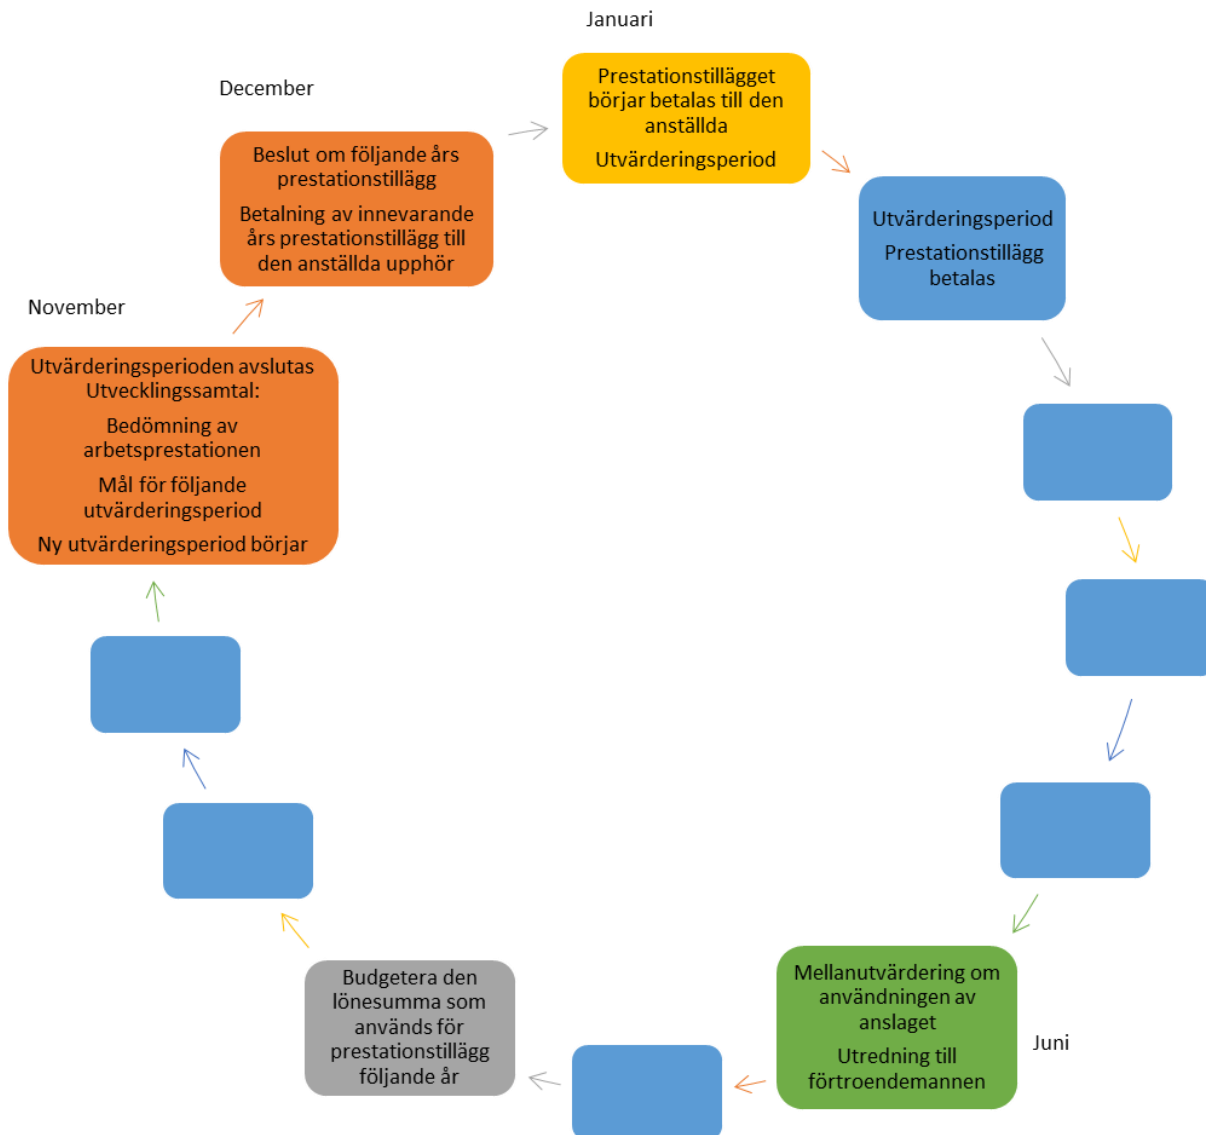 Januari
Prestationstillägget
börjar betalas till den
anställda
Utvärderingsperiod
Utvärderingsperiod
Prestationstillägg
betalas
Mellanutvärdering om
användningen av
anslaget
Utredning till
förtroendemannen
Juni
Budgetera den
lönesumma som
används för
prestationstillägg
följande år
November
Utvärderingsperioden avslutas
Utvecklingssamtal:
Bedömning av
arbetsprestationen
Mål för följande
utvärderingsperiod
Ny utvärderingsperiod börjar
December
Beslut om följande års
prestationstillägg
Betalning av innevarande
års prestationstillägg till
den anställda upphör